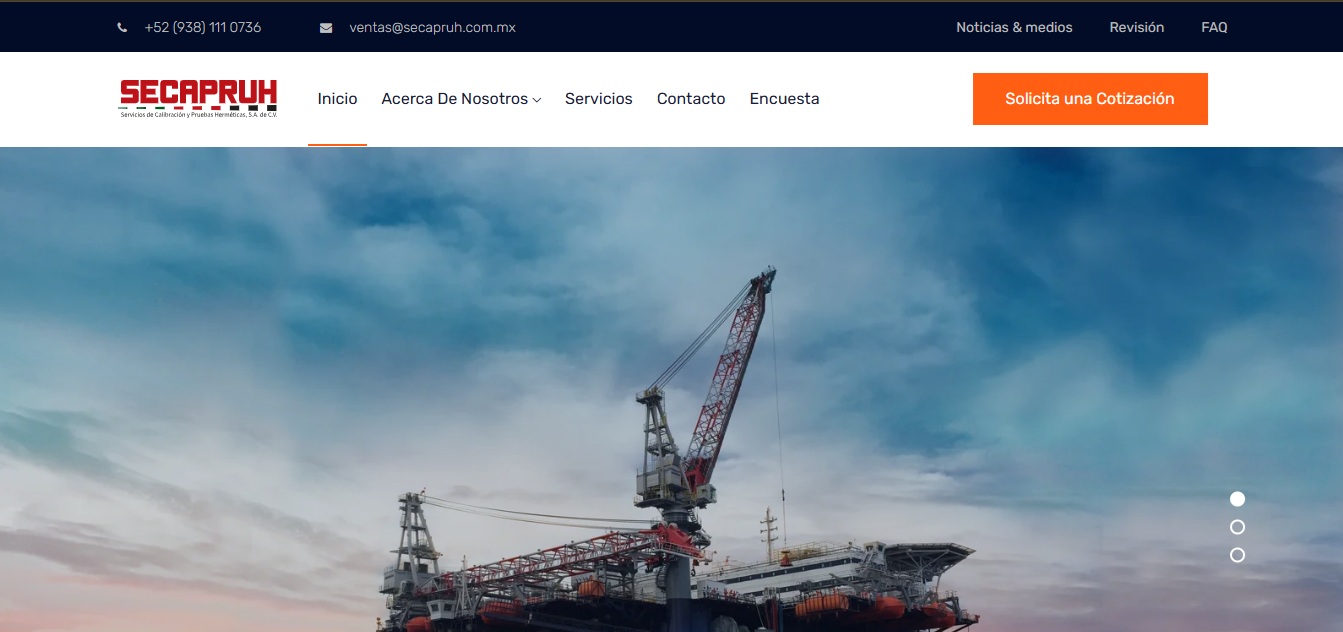 +52 (938) 111 0736 ventas@secapruh.com.mx Noticias & medios Revisión FAQ
SECAPRUH
Servicios de Calibración y Pruebas Herméticas, S.A. de C.V.
Inicio Acerca De Nosotros Servicios Contacto Encuesta Solicita una Cotización